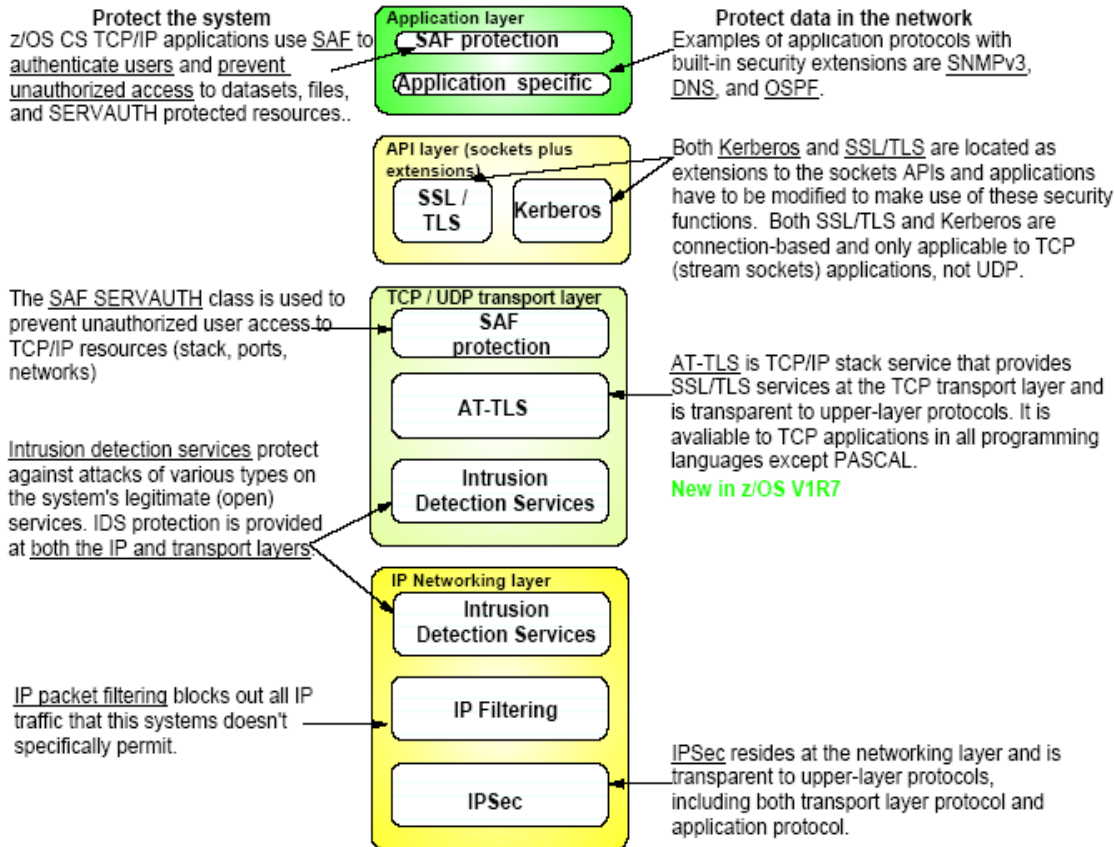 Protect the system
z/OS CS TCP/IP applications use SAF to
authenticate users and prevent
unauthorized access to datasets, files,
and SERVAUTH protected resources..
Application layer
SAF protection
Application specific
Protect data in the network
Examples of application protocols with
built-in security extensions are SNMPv3,
DNS, and OSPF.
API layer (sockets plus
extensions)
SSL /
TLS
Kerberos
Both Kerberos and SSL/TLS are located as
extensions to the sockets APIs and applications
have to be modified to make use of these security
functions. Both SSL/TLS and Kerberos are
connection-based and only applicable to TCP
(stream sockets) applications, not UDP.
The SAF SERVAUTH class is used to
prevent unauthorized user access to
TCP/IP resources (stack, ports,
networks)
TCP / UDP transport layer
SAF
protection
AT-TLS
Intrusion
Detection Services
AT-TLS is TCP/IP stack service that provides
SSL/TLS services at the TCP transport layer and
is transparent to upper-layer protocols. It is
avaliable to TCP applications in all programming
languages except PASCAL.
New in z/OS V1R7
Intrusion detection services protect
against attacks of various types on
the system's legitimate (open)
services. IDS protection is provided
at both the IP and transport layers.
IP Networking layer
Intrusion
Detection Services
IP Filtering
IPSec
IP packet filtering blocks out all IP
traffic that this systems doesn't
specifically permit.
IPSec resides at the networking layer and is
transparent to upper-layer protocols,
including both transport layer protocol and
application protocol.